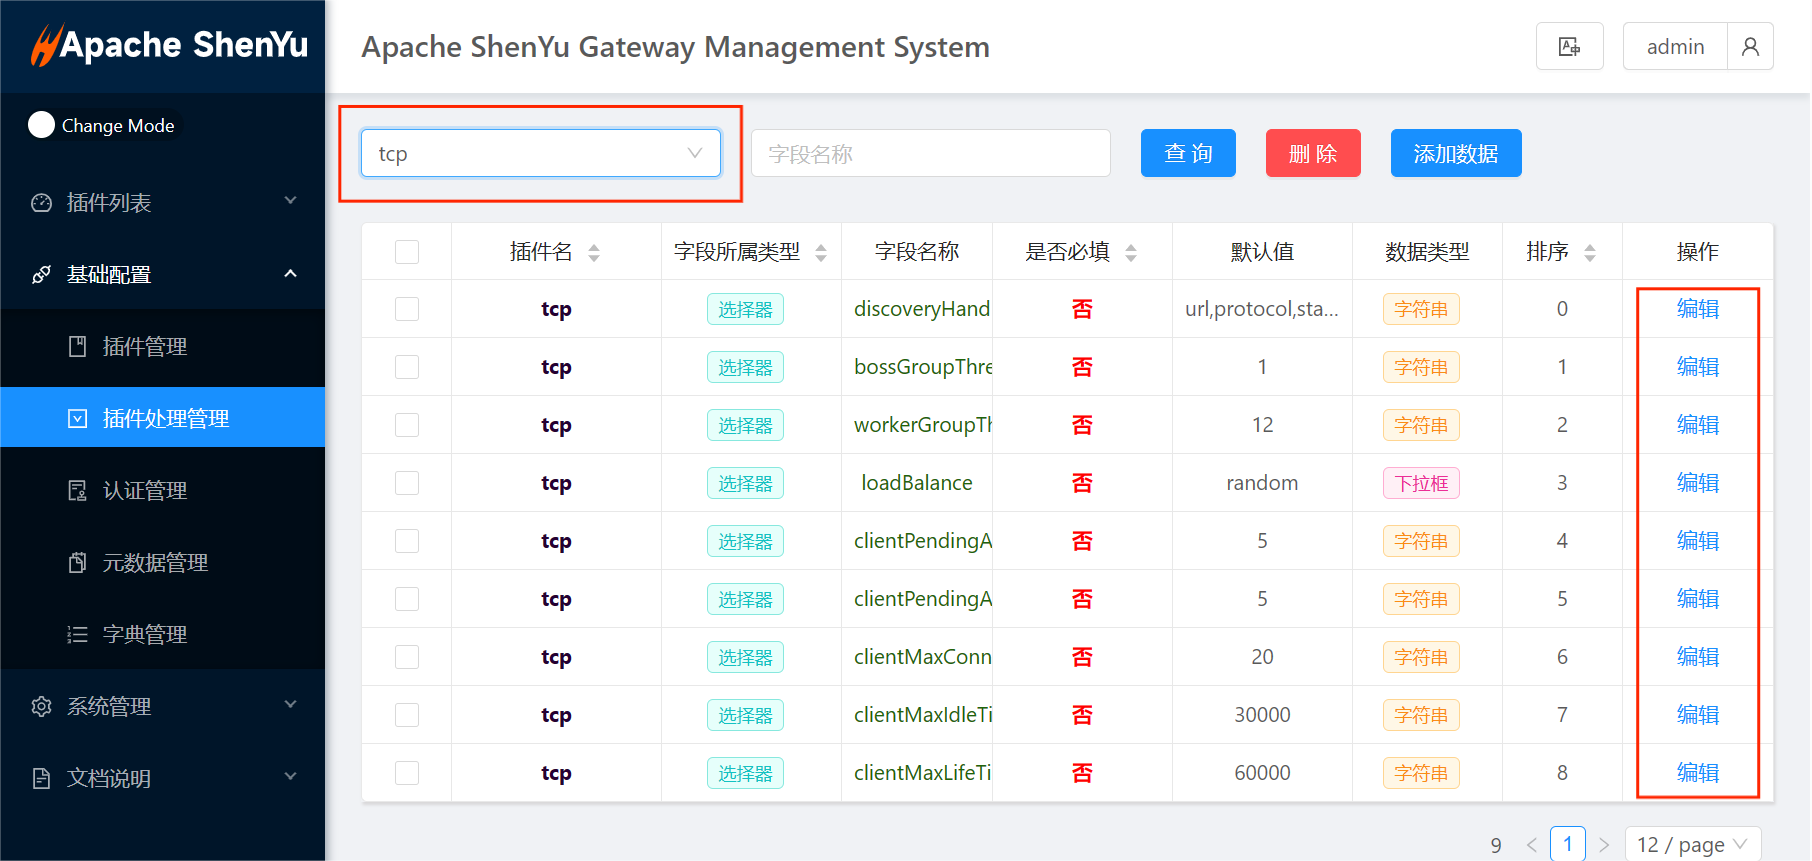 Apache ShenYu
Apache ShenYu Gateway Management System
admin
Change Mode
插件列表
基础配置
插件管理
插件处理管理
认证管理
元数据管理
字典管理
系统管理
文档说明
tcp 字段名称 查 询 删 除 添加数据
插件名 字段所属类型 字段名称 是否必填 默认值 数据类型 排序 操作
tcp 选择器 discoveryHand 否 url,protocol,sta... 字符串 0 编辑
tcp 选择器 bossGroupThre 否 1 字符串 1 编辑
tcp 选择器 workerGroupTh 否 12 字符串 2 编辑
tcp 选择器 loadBalance 否 random 下拉框 3 编辑
tcp 选择器 clientPendingA 否 5 字符串 4 编辑
tcp 选择器 clientPendingA 否 5 字符串 5 编辑
tcp 选择器 clientMaxConn 否 20 字符串 6 编辑
tcp 选择器 clientMaxIdleTi 否 30000 字符串 7 编辑
tcp 选择器 clientMaxLifeTi 否 60000 字符串 8 编辑
9 < 1 > 12 / page